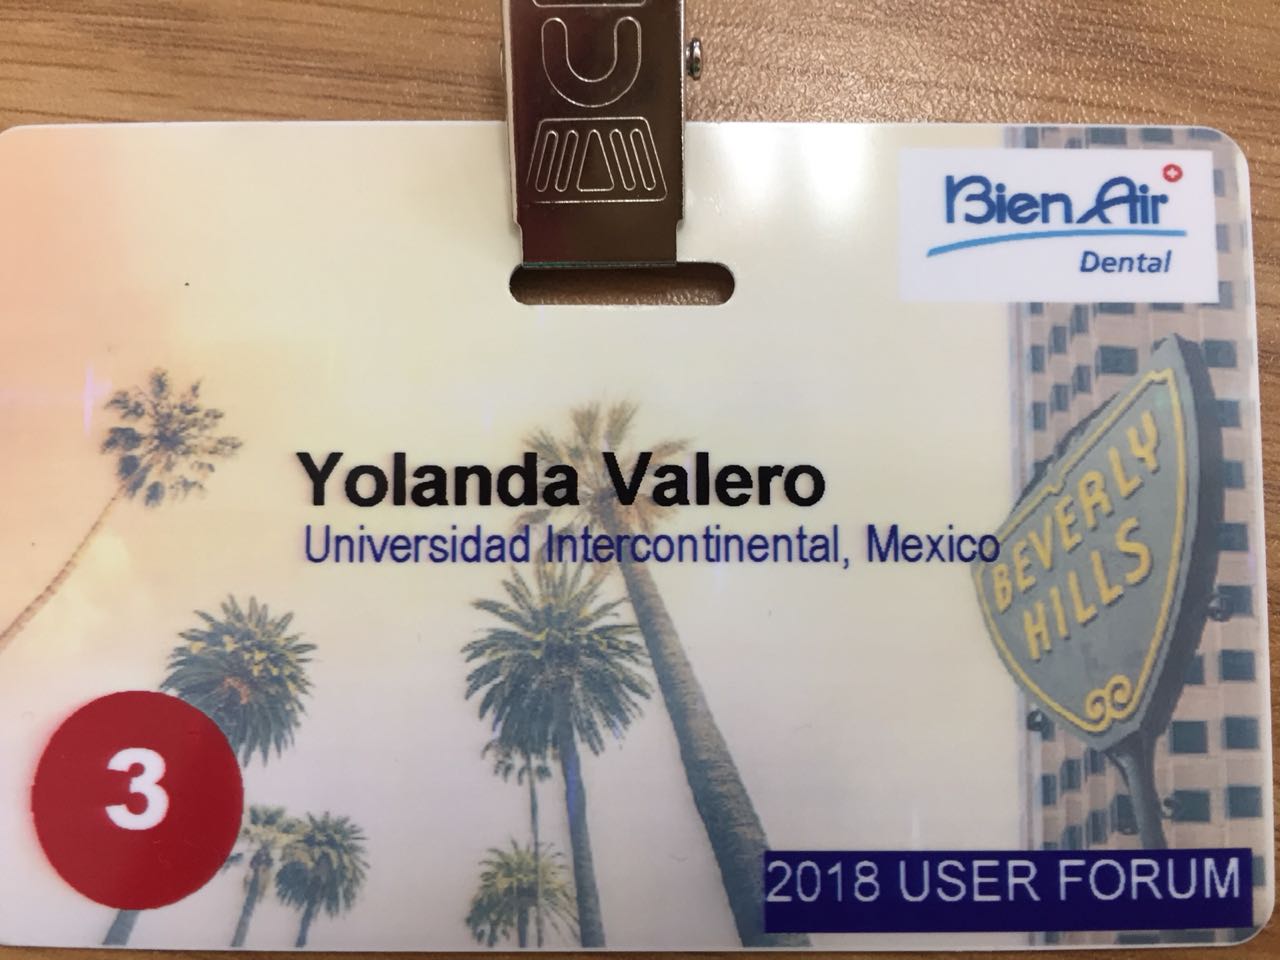 Bien Air
Dental
Yolanda Valero
Universidad Intercontinental, Mexico
BEVERLY
HILLS
3
2018 USER FORUM